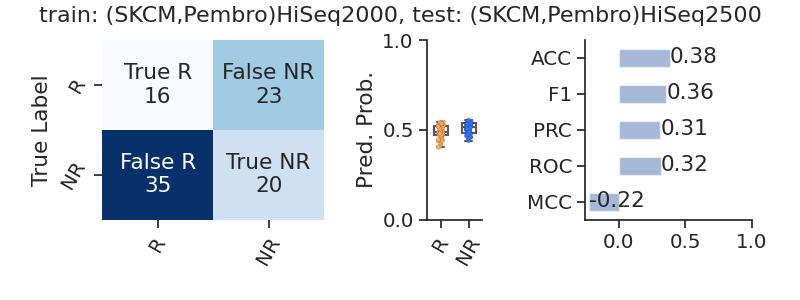 train: (SKCM,Pembro)HiSeq2000, test: (SKCM,Pembro)HiSeq2500
True Label
R
NR
True R
16
False NR
23
False R
35
True NR
20
R
NR
Pred. Prob.
1.0
0.5
0.0
R
NR
ACC
0.38
F1
0.36
PRC
0.31
ROC
0.32
MCC
-0.22
0.0
0.5
1.0